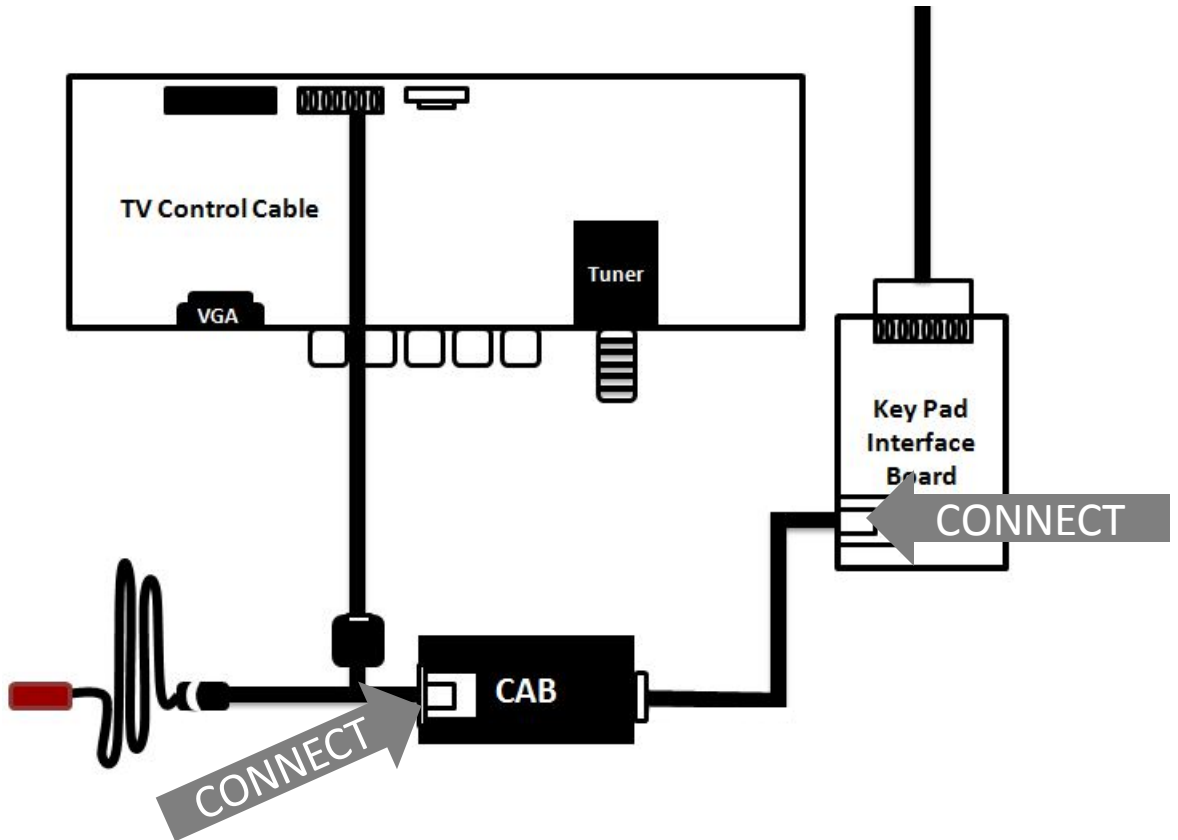 TV Control Cable
Tuner
VGA
Key Pad
Interface
Board
CONNECT
CAB
CONNECT